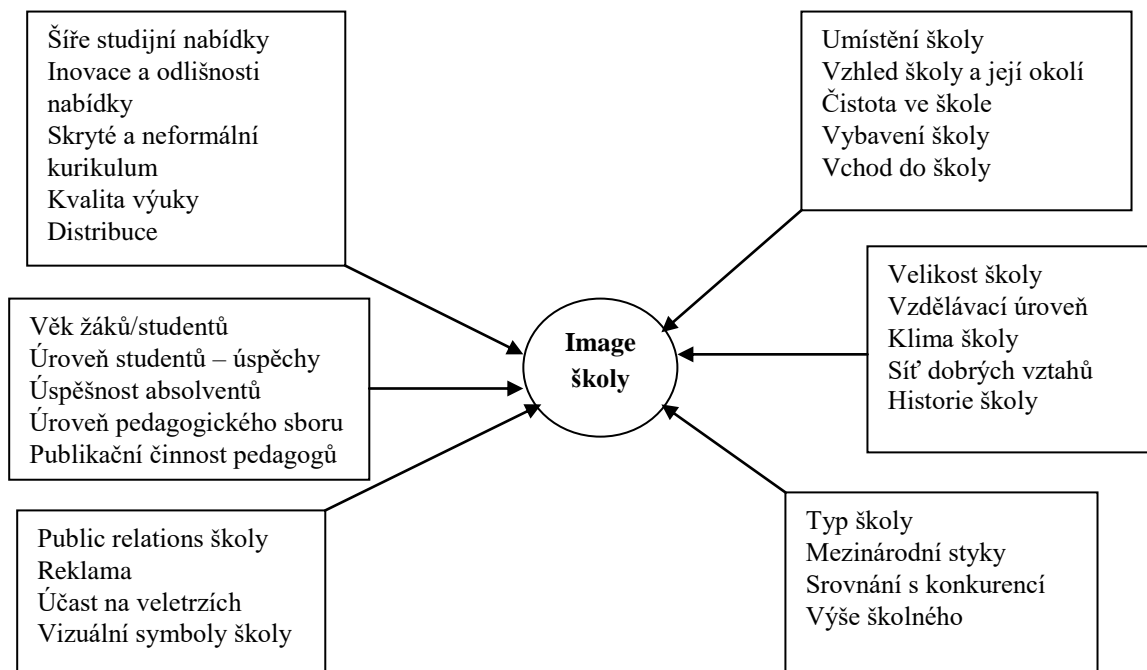 Šíře studijní nabídky
Inovace a odlišnosti
nabídky
Skryté a neformální
kurikulum
Kvalita výuky
Distribuce
Umístění školy
Vzhled školy a její okolí
Čistota ve škole
Vybavení školy
Vchod do školy
Věk žáků/studentů
Úroveň studentů – úspěchy
Úspěšnost absolventů
Úroveň pedagogického sboru
Publikační činnost pedagogů
Image
školy
Velikost školy
Vzdělávací úroveň
Klima školy
Síť dobrých vztahů
Historie školy
Public relations školy
Reklama
Účast na veletrzích
Vizuální symboly školy
Typ školy
Mezinárodní styky
Srovnání s konkurencí
Výše školného